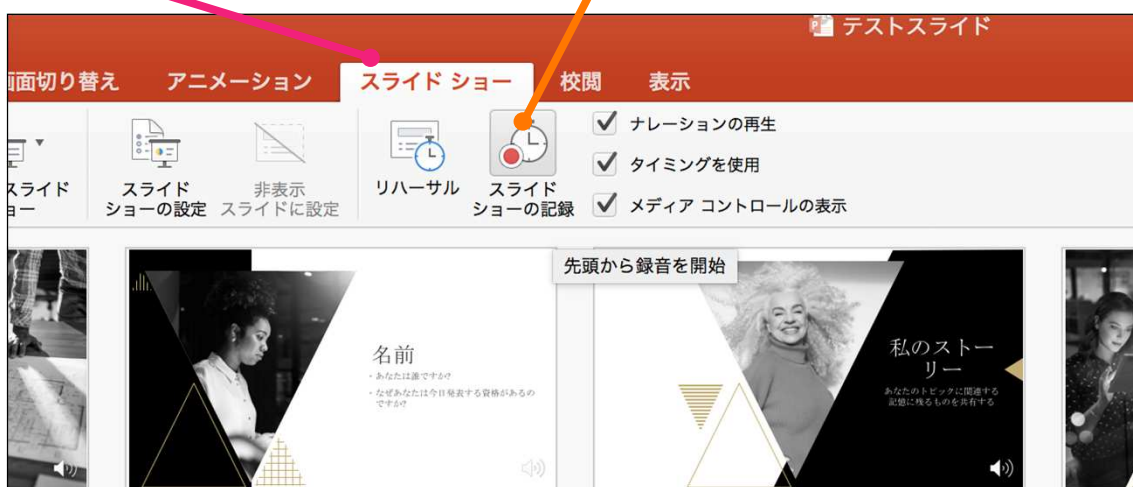 テストスライド
画面切り替え アニメーション スライド ショー 校閲 表示
ナレーションの再生
タイミングを使用
メディア コントロールの表示
スライド
ショー
スライド
ショーの設定
非表示
スライドに設定
リハーサル
スライド
ショーの記録
先頭から録音を開始
名前
・あなたは誰ですか?
・なぜあなたは今日発表する資格があるの
ですか?
私のストー
リー
あなたのトピックに関連する
記憶に残るものを共有する